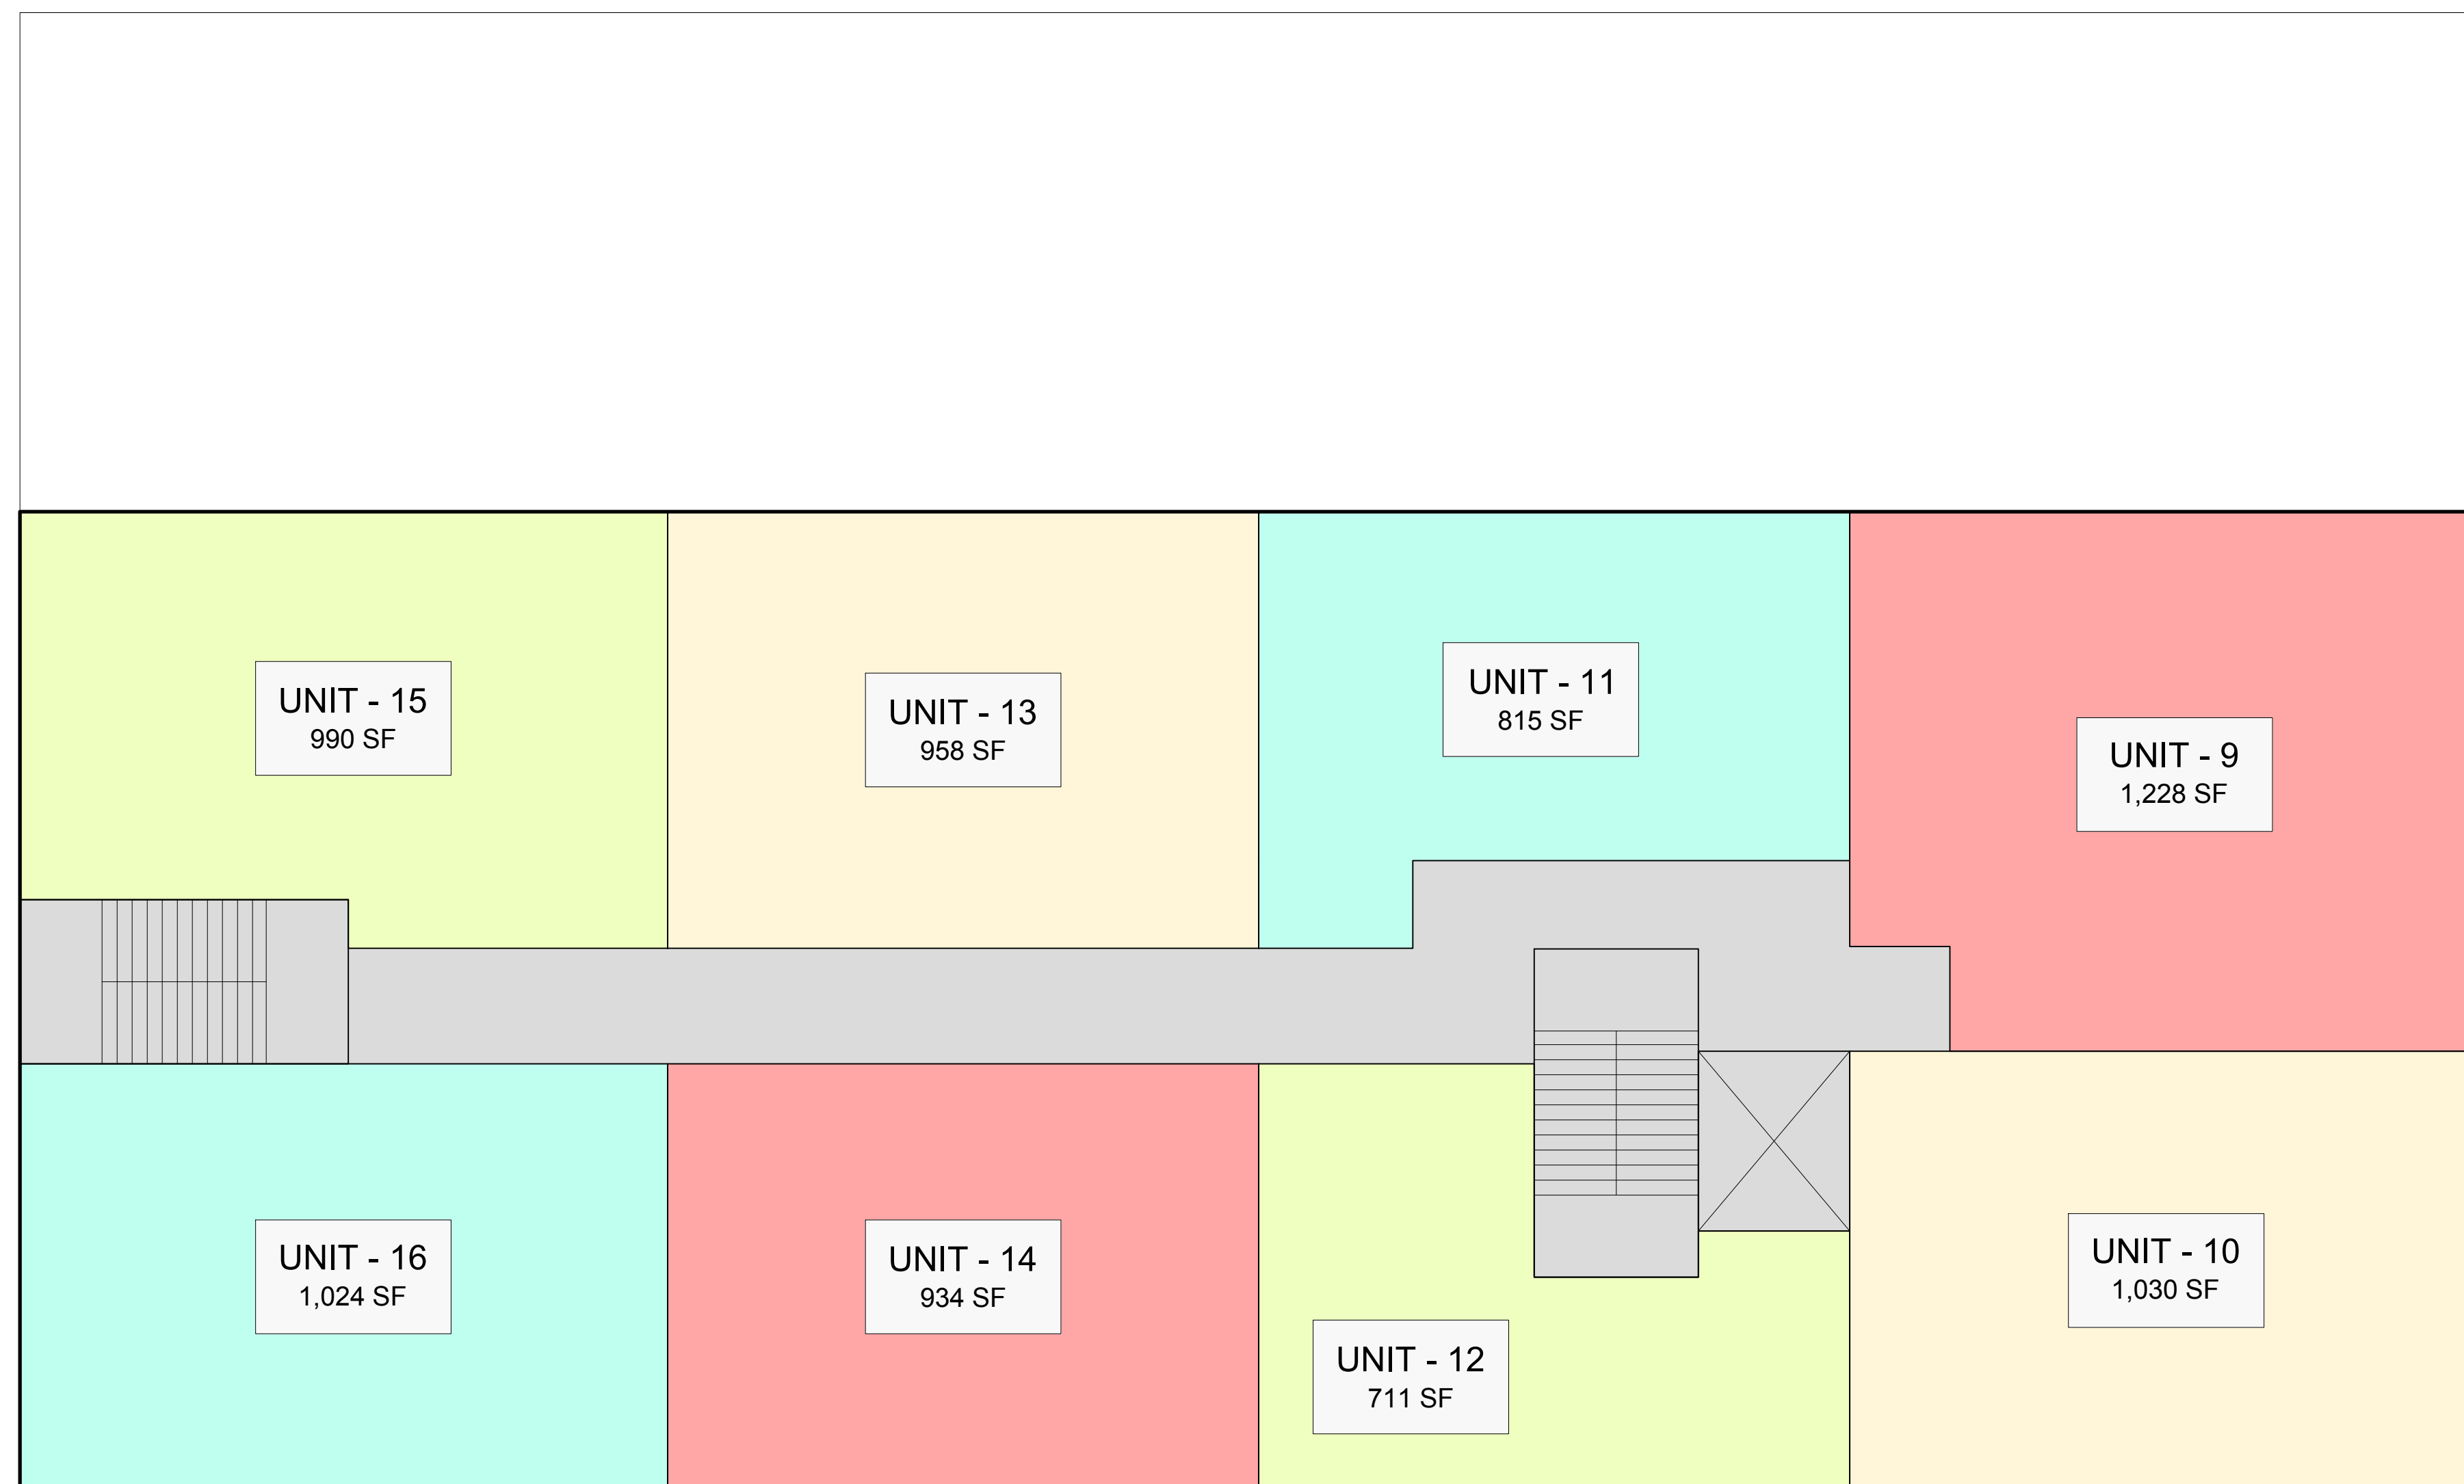 UNIT - 15
990 SF
UNIT - 13
958 SF
UNIT - 11
815 SF
UNIT - 9
1,228 SF
UNIT - 16
1,024 SF
UNIT - 14
934 SF
UNIT - 12
711 SF
UNIT - 10
1,030 SF